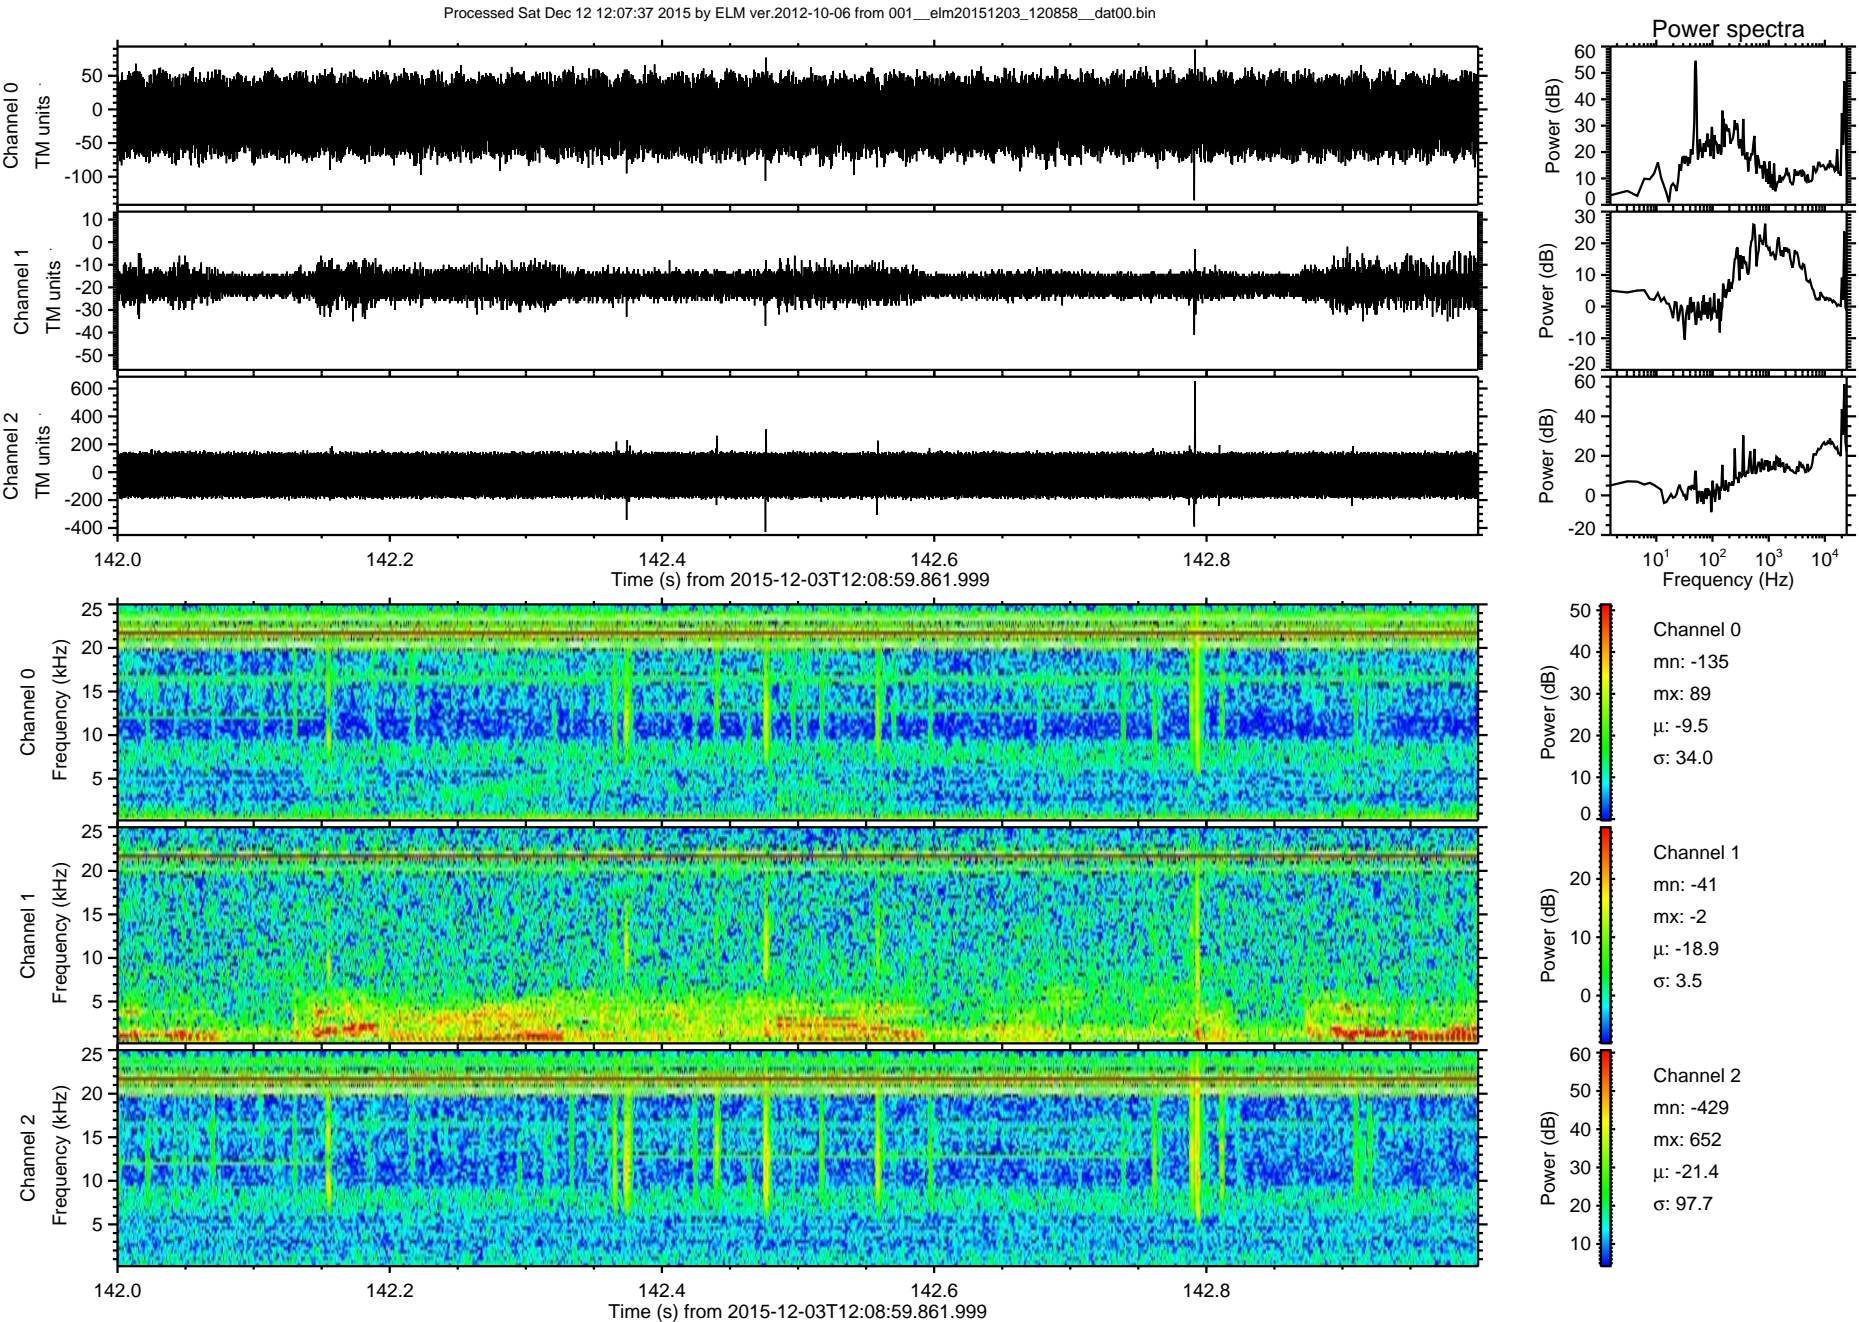 Processed Sat Dec 12 12:07:37 2015 by ELM ver.2012-10-06 from 001__elm20151203_120858__dat00.bin
Power spectra
Channel 0
TM units
50
0
-50
-100
Power (dB)
60
50
40
30
20
10
0
Channel 1
TM units
10
0
-10
-20
-30
-40
-50
Power (dB)
30
20
10
0
-10
-20
Channel 2
TM units
600
400
200
0
-200
-400
Power (dB)
60
40
20
0
-20
142.0 142.2 142.4 142.6 142.8
Time (s) from 2015-12-03T12:08:59.861.999
10¹ 10² 10³ 10⁴
Frequency (Hz)
Channel 0
Frequency (kHz)
25
20
15
10
5
Power (dB)
50
40
30
20
10
0
Channel 0
mn: -135
mx: 89
μ: -9.5
σ: 34.0
Channel 1
Frequency (kHz)
25
20
15
10
5
Power (dB)
20
10
0
Channel 1
mn: -41
mx: -2
μ: -18.9
σ: 3.5
Channel 2
Frequency (kHz)
25
20
15
10
5
Power (dB)
60
50
40
30
20
10
Channel 2
mn: -429
mx: 652
μ: -21.4
σ: 97.7
142.0 142.2 142.4 142.6 142.8
Time (s) from 2015-12-03T12:08:59.861.999